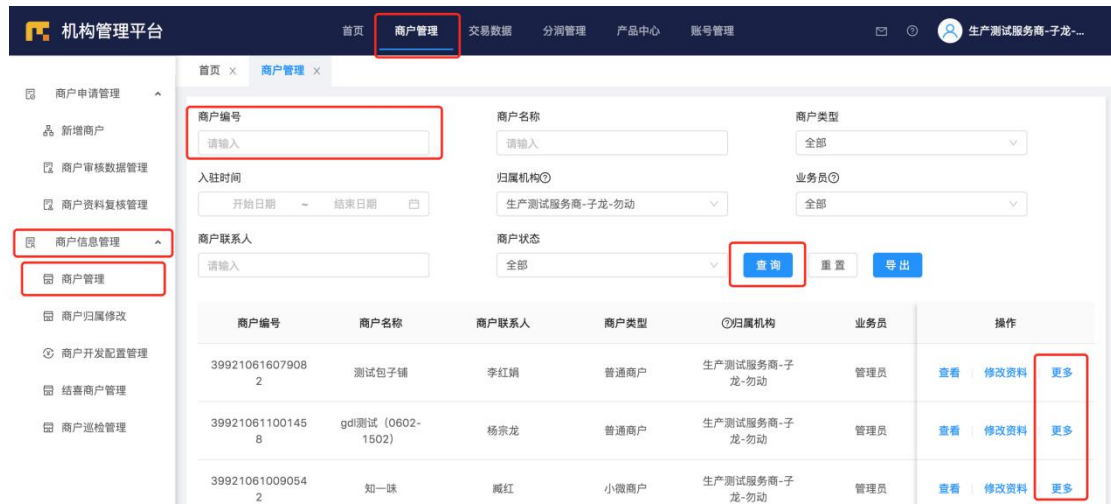 机构管理平台
首页 商户管理 交易数据 分润管理 产品中心 账号管理 生产测试服务商-子龙-...
首页 × 商户管理 ×
商户申请管理
新增商户
商户审核数据管理
商户资料复核管理
商户信息管理
商户管理
商户归属修改
商户开发配置管理
结喜商户管理
商户巡检管理
商户编号 商户名称 商户类型
请输入 请输入 全部
入驻时间 归属机构? 业务员?
开始日期 ~ 结束日期 生产测试服务商-子龙-勿动 全部
商户联系人 商户状态
请输入 全部 查询 重置 导出
商户编号 商户名称 商户联系人 商户类型 ?归属机构 业务员 操作
39921061607908
2 测试包子铺 李红娟 普通商户 生产测试服务商-子
龙-勿动 管理员 查看 修改资料 更多
39921061100145
8 gdl测试(0602-
1502) 杨宗龙 普通商户 生产测试服务商-子
龙-勿动 管理员 查看 修改资料 更多
39921061009054
2 知一味 臧红 小微商户 生产测试服务商-子
龙-勿动 管理员 查看 修改资料 更多